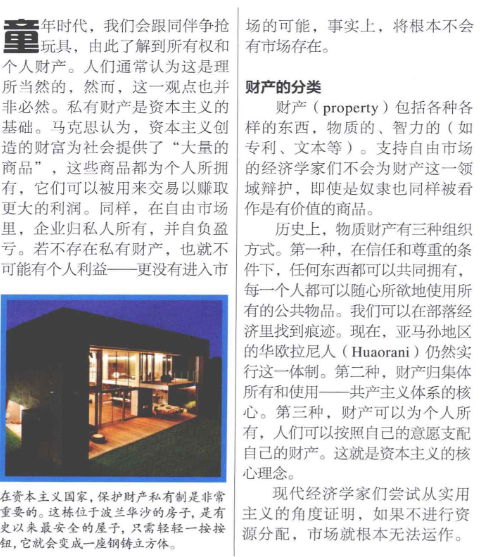 童年时代，我们会跟同伴争抢
玩具，由此了解到所有权和
个人财产。人们通常认为这是理
所当然的，然而，这一观点也并
非必然。私有财产是资本主义的
基础。马克思认为，资本主义创
造的财富为社会提供了“大量的
商品”，这些商品都为个人所拥
有，它们可以被用来交易以赚取
更大的利润。同样，在自由市场
里，企业归私人所有，并自负盈
亏。若不存在私有财产，也就不
可能有个人利益——更没有进入市
在资本主义国家，保护财产私有制是非常
重要的。这栋位于波兰华沙的房子，是有
史以来最安全的屋子，只需轻轻一按按
钮，它就会变成一座钢铸立方体。
场的可能，事实上，将根本不会
有市场存在。
财产的分类
财产（property）包括各种各
样的东西，物质的、智力的（如
专利、文本等）。支持自由市场
的经济学家们不会为财产这一领
域辩护，即使是奴隶也同样被看
作是有价值的商品。
历史上，物质财产有三种组织
方式。第一种，在信任和尊重的条
件下，任何东西都可以共同拥有，
每一个人都可以随心所欲地使用所
有的公共物品。我们可以在部落经
济里找到痕迹。现在，亚马孙地区
的华欧拉尼人（Huaorani）仍然实
行这一体制。第二种，财产归集体
所有和使用——共产主义体系的核
心。第三种，财产可以为个人所
有，人们可以按照自己的意愿支配
自己的财产。这就是资本主义的核
心理念。
现代经济学家们尝试从实用
主义的角度证明，如果不进行资
源分配，市场就根本无法运作。